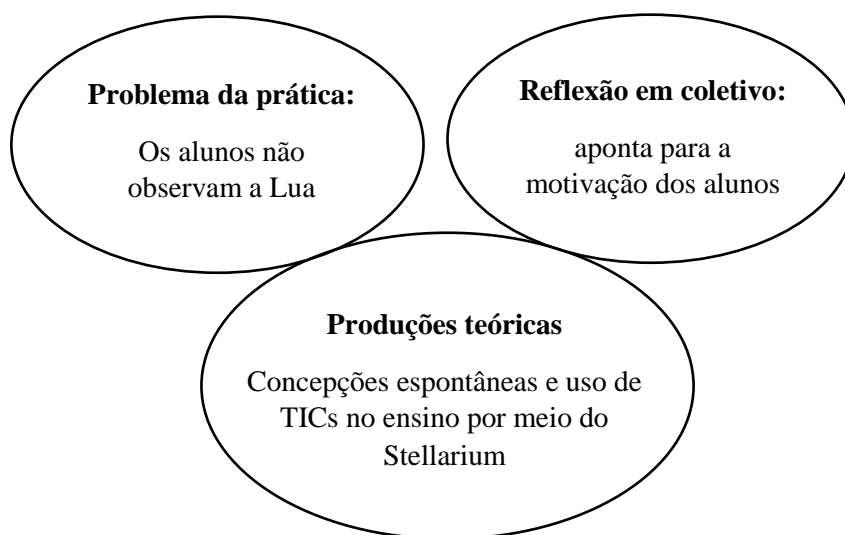 Problema da prática:
Os alunos não
observam a Lua
Reflexão em coletivo:
aponta para a
motivação dos alunos
Produções teóricas
Concepções espontâneas e uso de
TICs no ensino por meio do
Stellarium